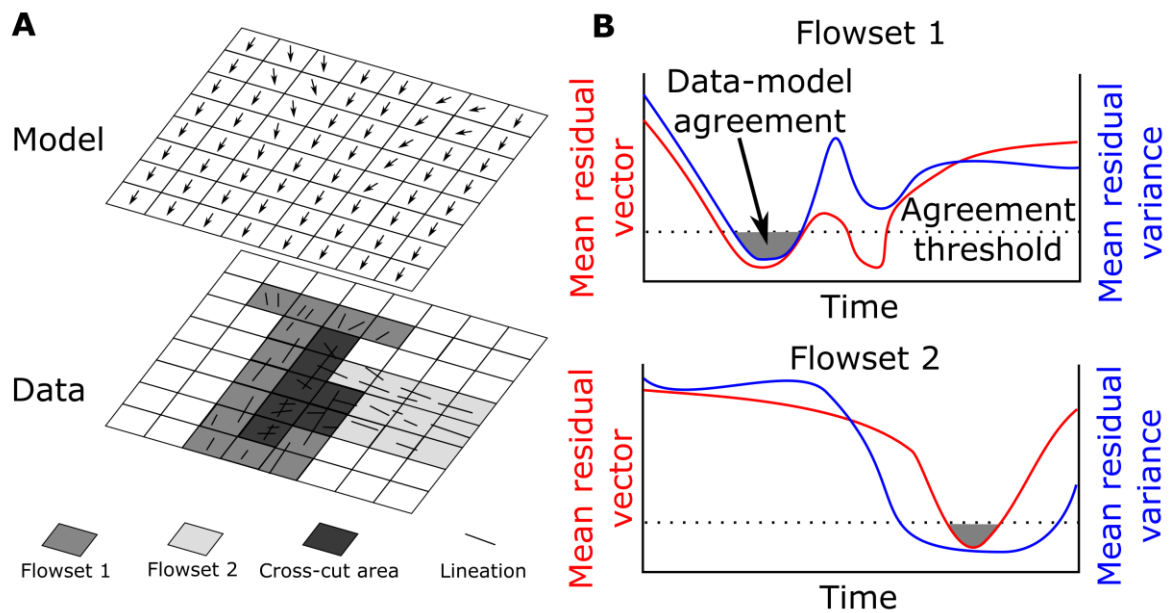 A
Model
Data
Flowset 1
Flowset 2
Cross-cut area
Lineation
B
Flowset 1
Mean residual
vector
Data-model
agreement
Agreement
threshold
Mean residual
variance
Time
Flowset 2
Mean residual
vector
Mean residual
variance
Time